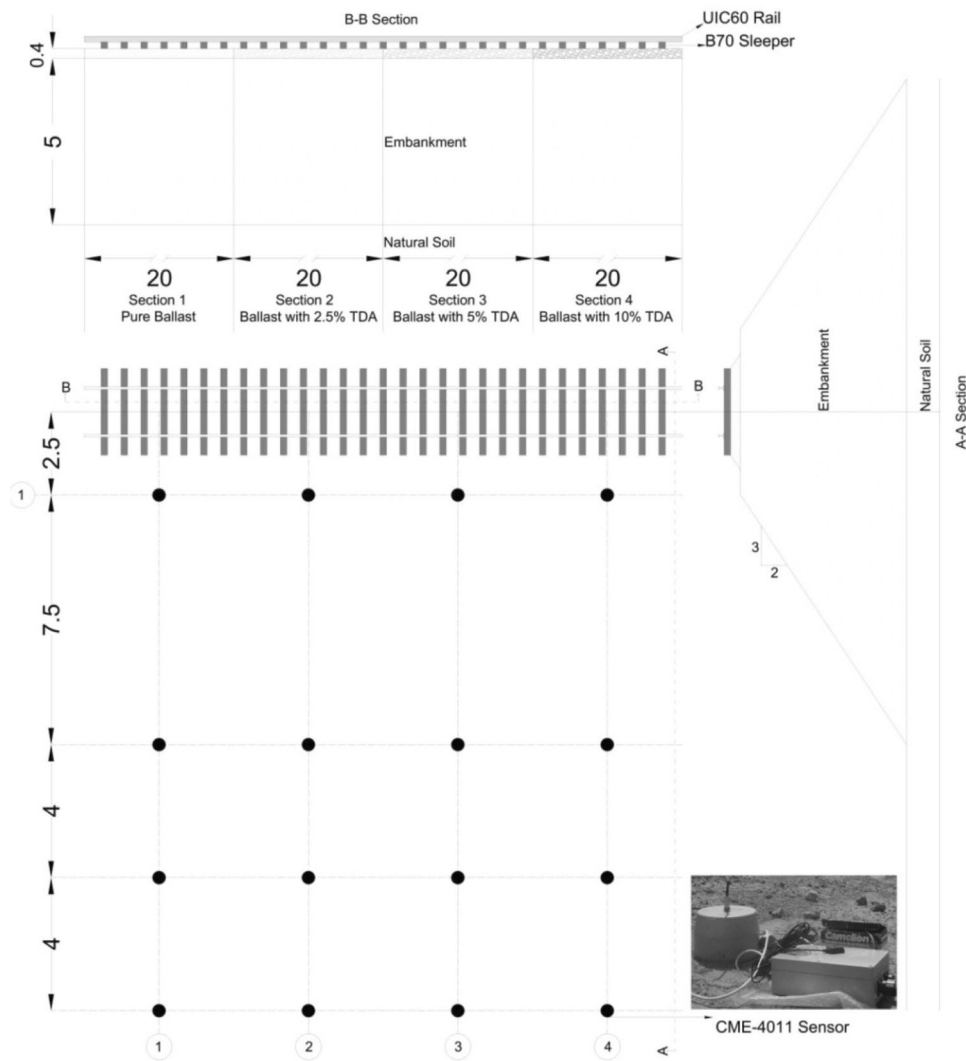 B-B Section
UIC60 Rail
B70 Sleeper
0.4
5
Embankment
Natural Soil
20
20
20
20
Section 1
Pure Ballast
Section 2
Ballast with 2.5% TDA
Section 3
Ballast with 5% TDA
Section 4
Ballast with 10% TDA
A
B
B
2.5
1
7.5
4
4
Embankment
Natural Soil
A-A Section
3
2
Camelion
CME-4011 Sensor
1
2
3
4
A